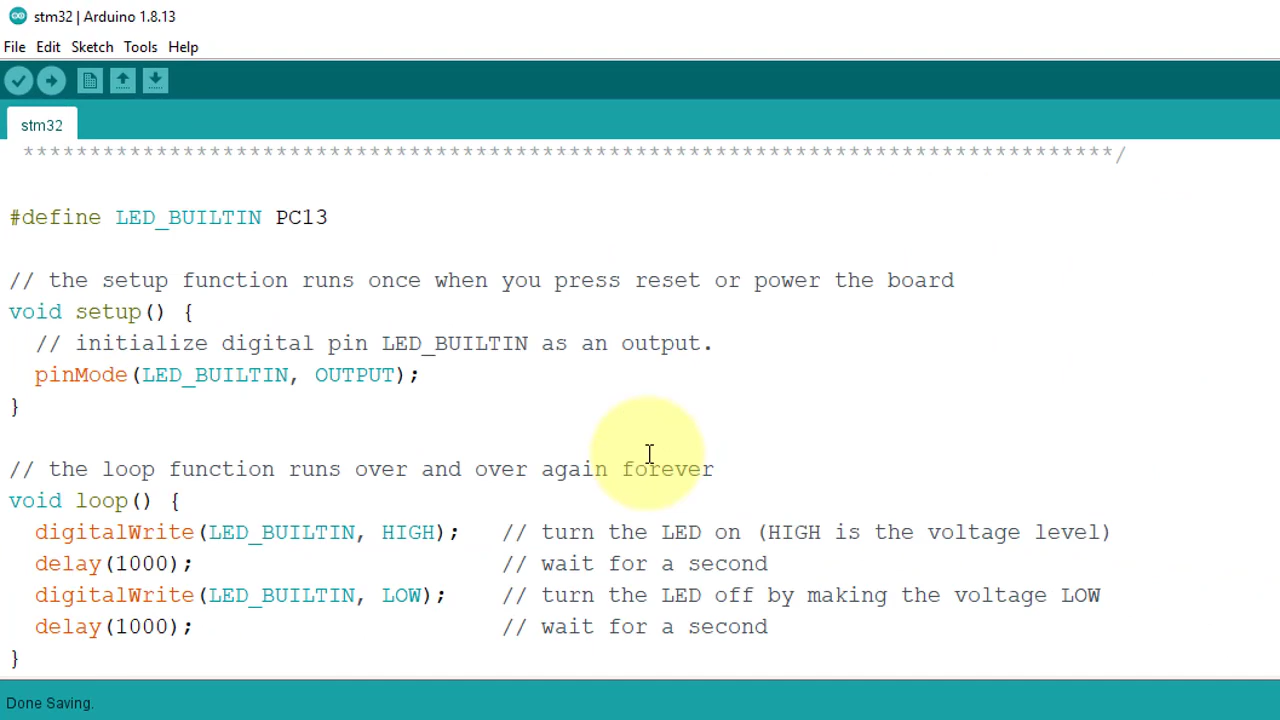 stm32 | Arduino 1.8.13
File Edit Sketch Tools Help
stm32
**********************************************************************************/
#define LED_BUILTIN PC13
// the setup function runs once when you press reset or power the board
void setup() {
  // initialize digital pin LED_BUILTIN as an output.
  pinMode(LED_BUILTIN, OUTPUT);
}
// the loop function runs over and over again forever
void loop() {
  digitalWrite(LED_BUILTIN, HIGH);   // turn the LED on (HIGH is the voltage level)
  delay(1000);                       // wait for a second
  digitalWrite(LED_BUILTIN, LOW);    // turn the LED off by making the voltage LOW
  delay(1000);                       // wait for a second
}
Done Saving.